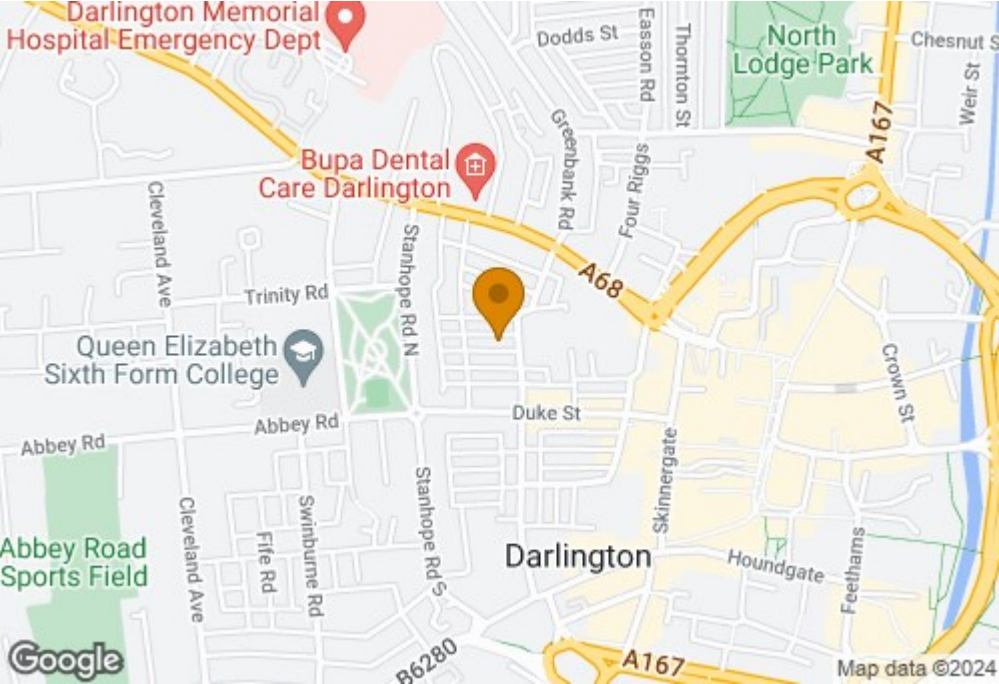 Darlington Memorial
Hospital Emergency Dept
Dodds St
Easson Rd
Thornton St
North
Lodge Park
Chesnut S
Weir St
A167
Bupa Dental
Care Darlington
Greenbank Rd
Four Riggs
Cleveland Ave
Stanhope Rd N
Trinity Rd
A68
Queen Elizabeth
Sixth Form College
Crown St
Abbey Rd
Abbey Rd
Duke St
Skinnergate
Stanhope Rd S
Cleveland Ave
Fife Rd
Swinburne Rd
Abbey Road
Sports Field
Darlington
Houndgate
Feethams
B6280
A167
Google
Map data ©2024